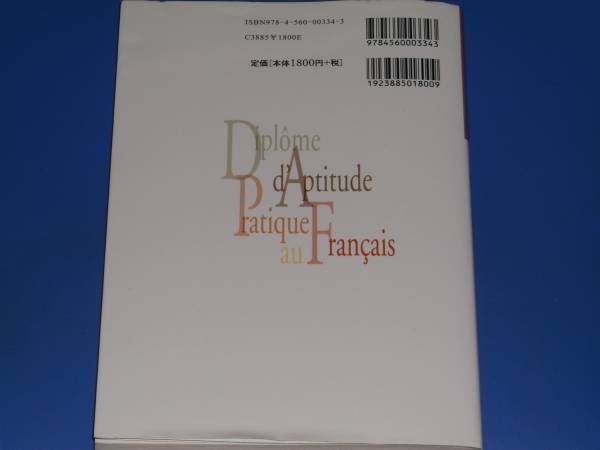 ISBN978-4-560-00334-3
C3885 ¥1800E
定価[本体1800円+税]
9784560003343
1923885018009
Diplôme
d'Aptitude
Pratique
au Français